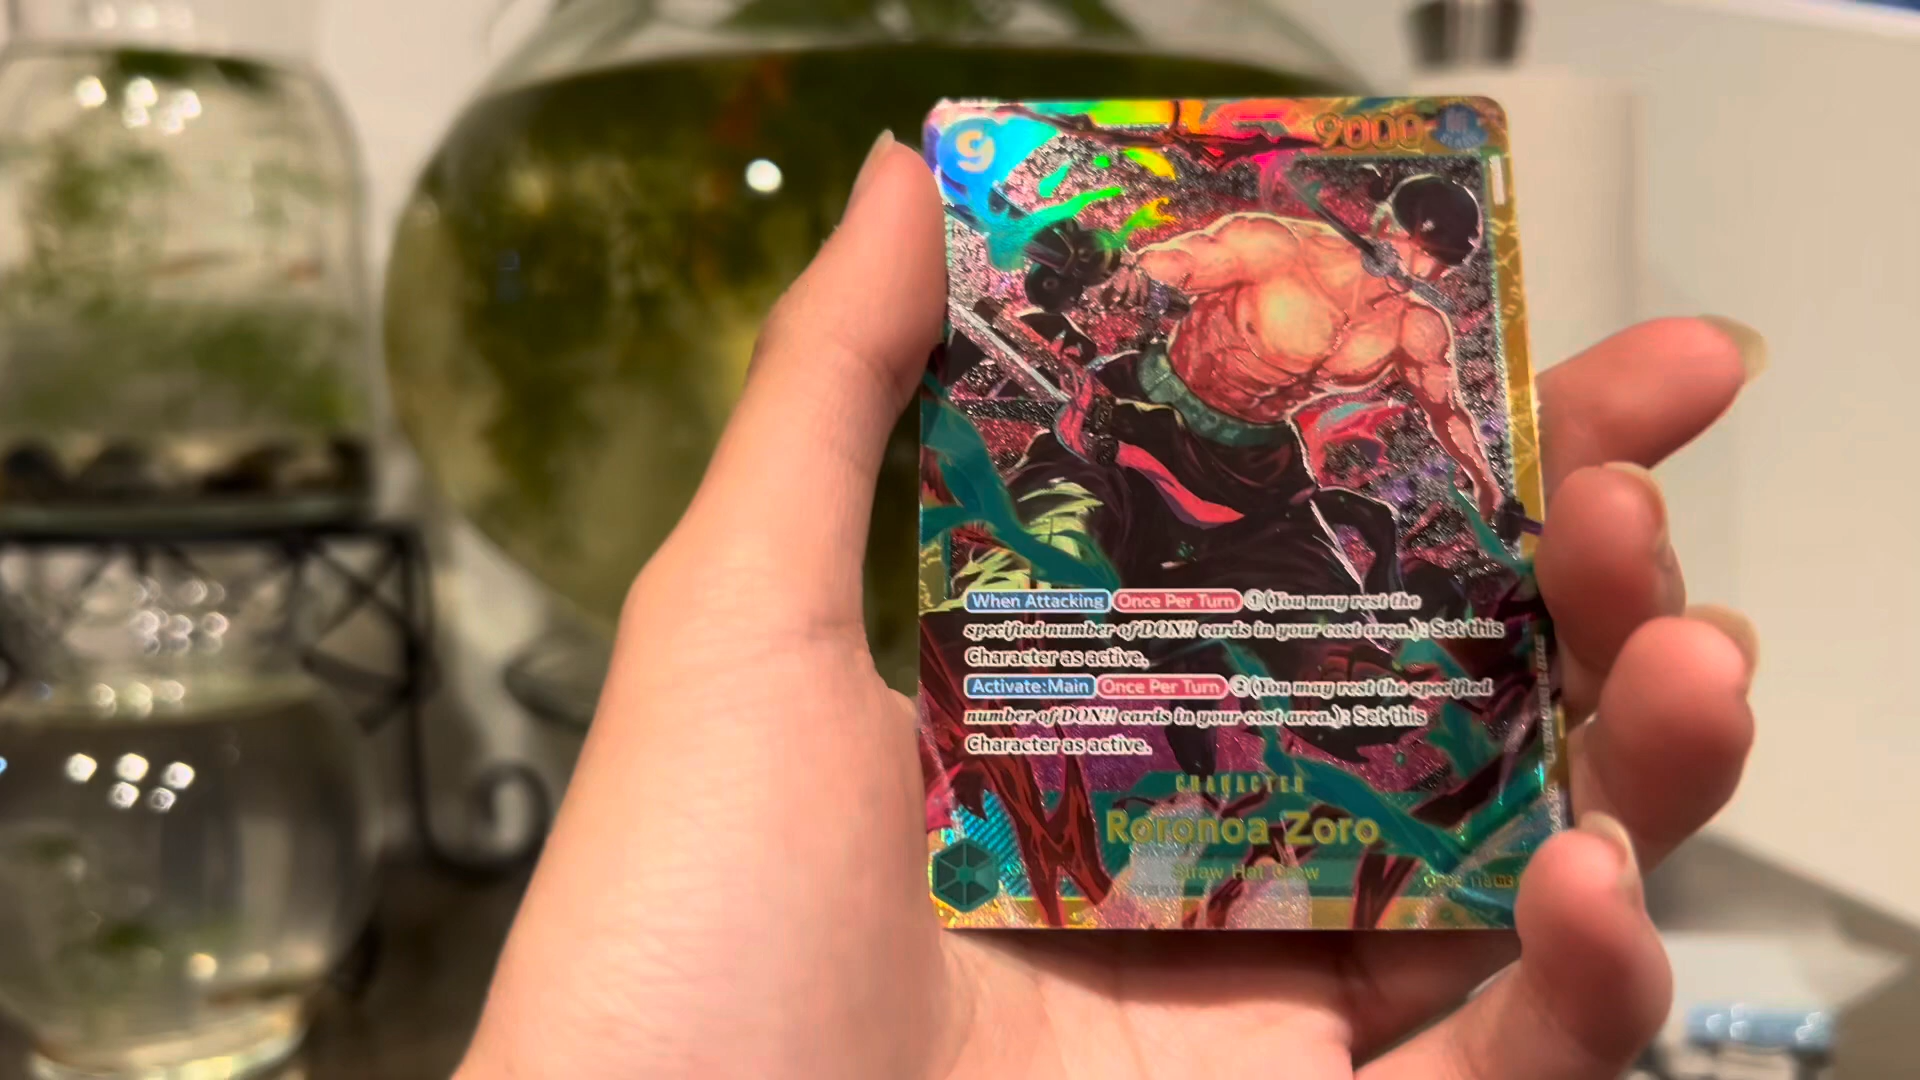 9
9000
When Attacking Once Per Turn ①(You may rest the
specified number of DON!! cards in your cost area.): Set this
Character as active.
Activate:Main Once Per Turn ②(You may rest the specified
number of DON!! cards in your cost area.): Set this
Character as active.
CHARACTER
Roronoa Zoro
Straw Hat Crew